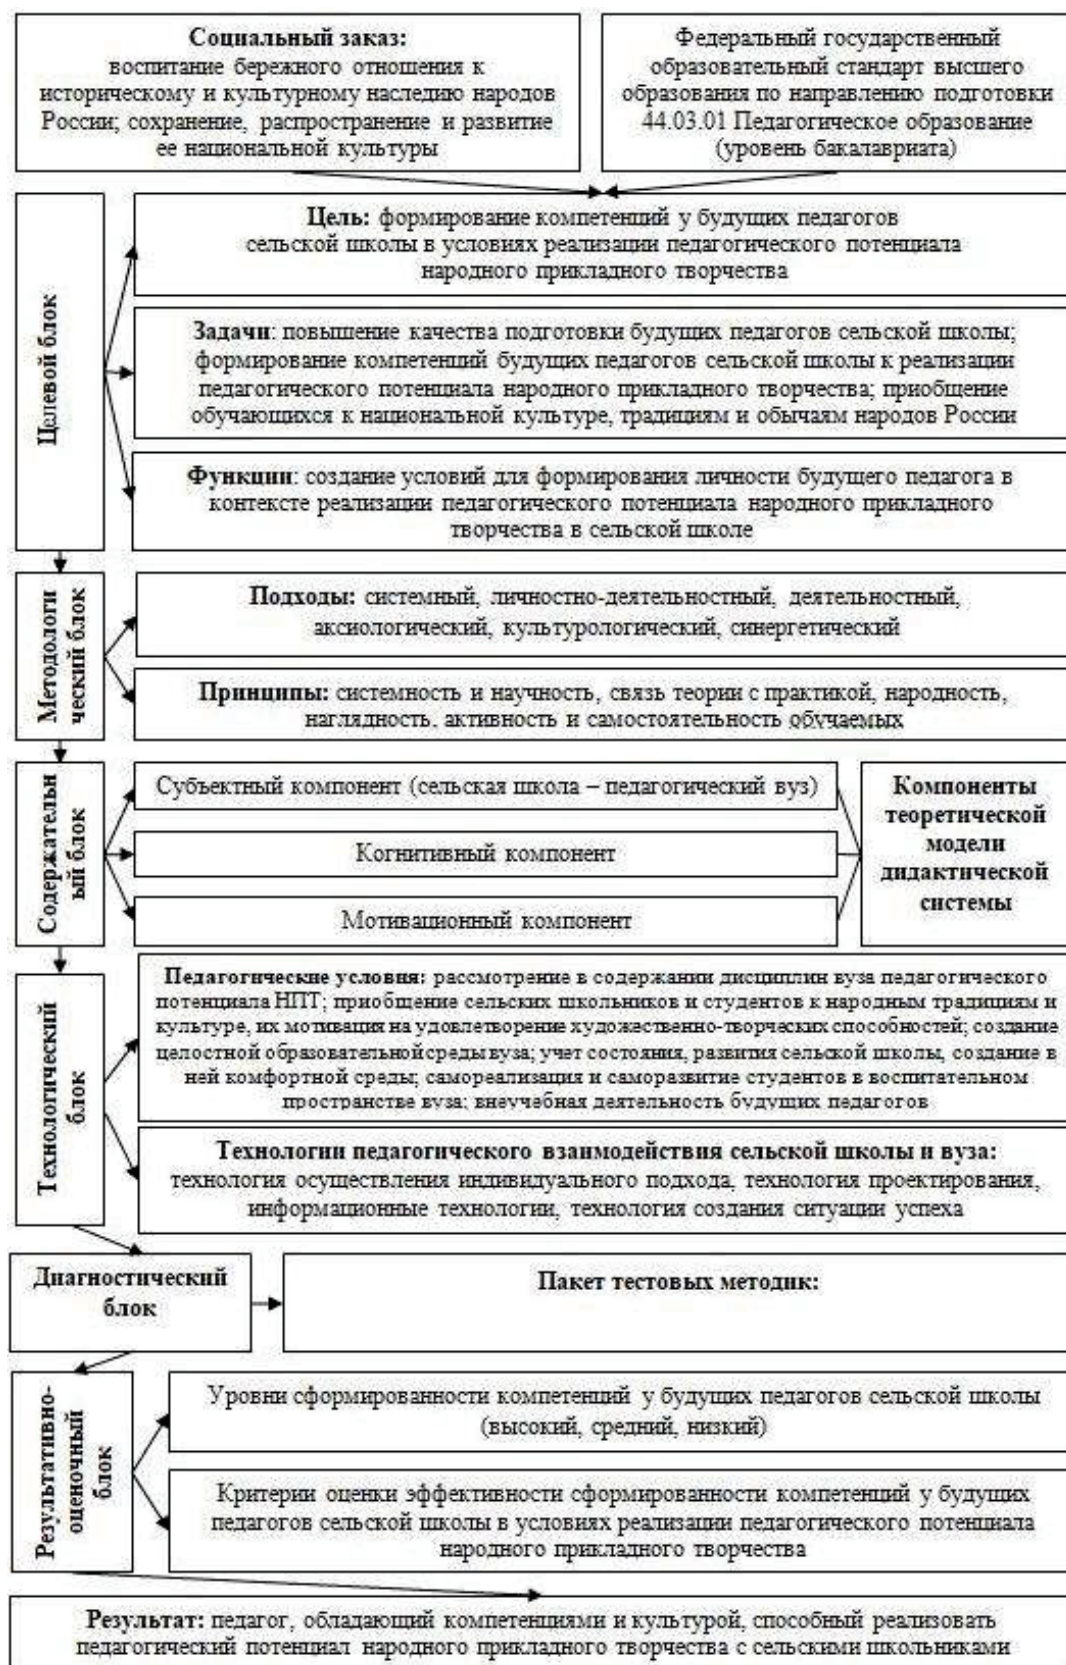 Социальный заказ:
воспитание бережного отношения к
историческому и культурному наследию народов
России; сохранение, распространение и развитие
ее национальной культуры
Федеральный государственный
образовательный стандарт высшего
образования по направлению подготовки
44.03.01 Педагогическое образование
(уровень бакалавриата)
Целевой блок
Цель: формирование компетенций у будущих педагогов
сельской школы в условиях реализации педагогического потенциала
народного прикладного творчества
Задачи: повышение качества подготовки будущих педагогов сельской школы;
формирование компетенций будущих педагогов сельской школы к реализации
педагогического потенциала народного прикладного творчества; приобщение
обучающихся к национальной культуре, традициям и обычаям народов России
Функции: создание условий для формирования личности будущего педагога в
контексте реализации педагогического потенциала народного прикладного
творчества в сельской школе
Методологи
ческий блок
Подходы: системный, личностно-деятельностный, деятельностный,
аксиологический, культурологический, синергетический
Принципы: системность и научность, связь теории с практикой, народность,
наглядность, активность и самостоятельность обучаемых
Содержательн
ый блок
Субъектный компонент (сельская школа – педагогический вуз)
Когнитивный компонент
Мотивационный компонент
Компоненты
теоретической
модели
дидактической
системы
Технологический
блок
Педагогические условия: рассмотрение в содержании дисциплин вуза педагогического
потенциала НПТ; приобщение сельских школьников и студентов к народным традициям и
культуре, их мотивация на удовлетворение художественно-творческих способностей; создание
целостной образовательной среды вуза; учет состояния, развития сельской школы, создание в
ней комфортной среды; самореализация и саморазвитие студентов в воспитательном
пространстве вуза; внеучебная деятельность будущих педагогов
Технологии педагогического взаимодействия сельской школы и вуза:
технология осуществления индивидуального подхода, технология проектирования,
информационные технологии, технология создания ситуации успеха
Диагностический
блок
Пакет тестовых методик:
Результативно-
оценочный
блок
Уровни сформированности компетенций у будущих педагогов сельской школы
(высокий, средний, низкий)
Критерии оценки эффективности сформированности компетенций у будущих
педагогов сельской школы в условиях реализации педагогического потенциала
народного прикладного творчества
Результат: педагог, обладающий компетенциями и культурой, способный реализовать
педагогический потенциал народного прикладного творчества с сельскими школьниками